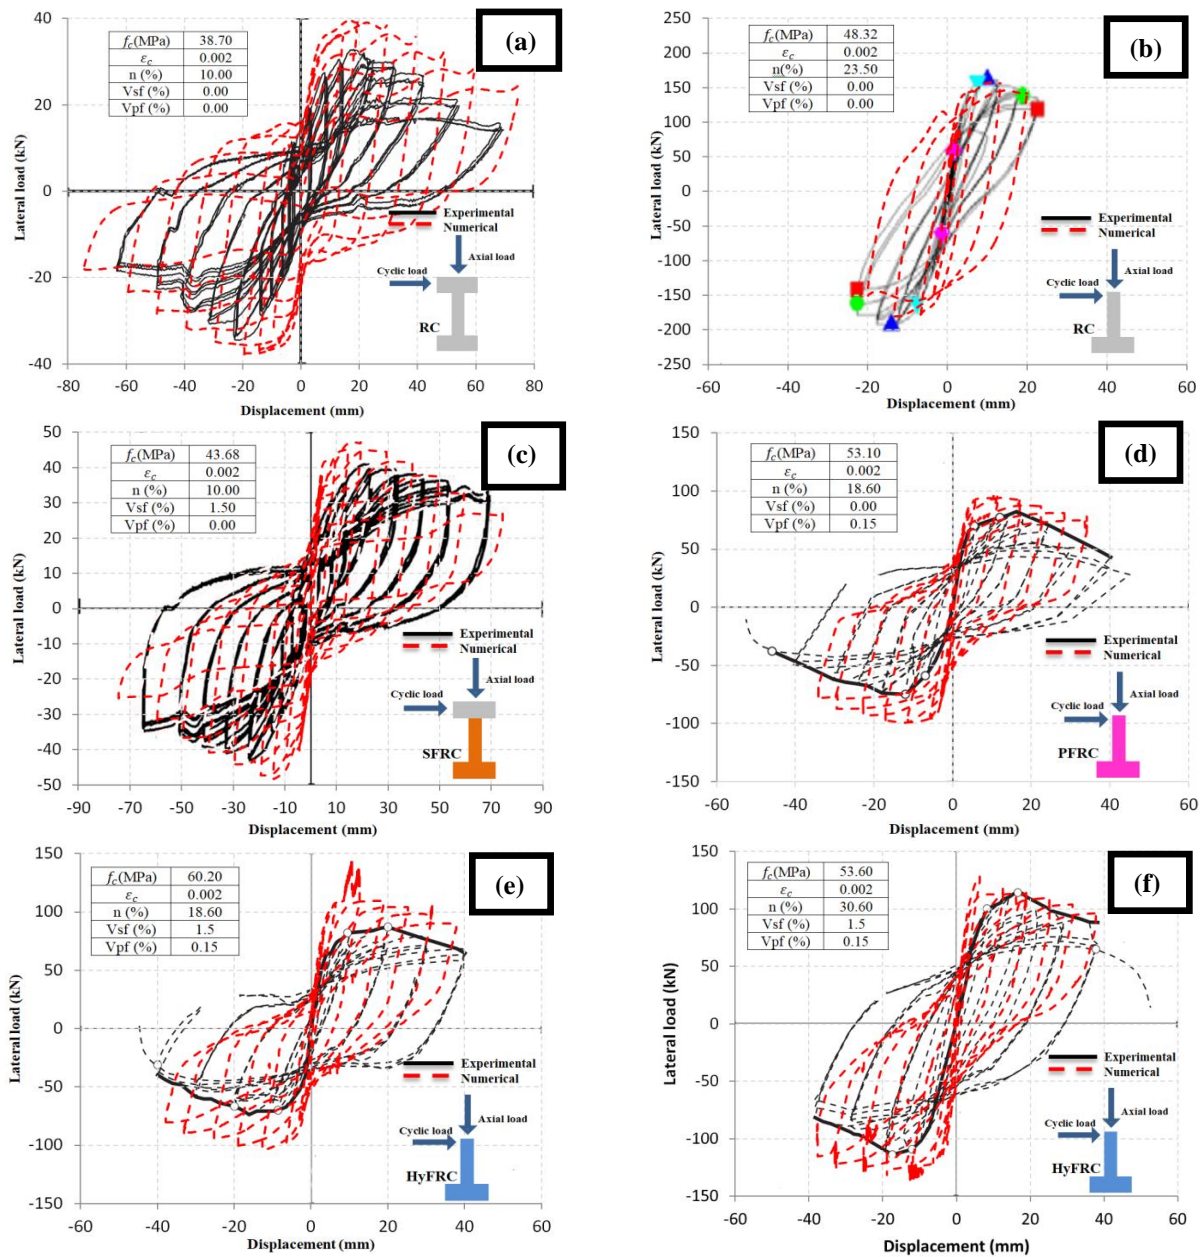 (a)
f_c(MPa) 38.70
ε_c 0.002
n (%) 10.00
Vsf (%) 0.00
Vpf (%) 0.00
Lateral load (kN)
40
20
0
-20
-40
Experimental
Numerical
Axial load
Cyclic load
RC
-80 -60 -40 -20 0 20 40 60 80
Displacement (mm)
(b)
f_c(MPa) 48.32
ε_c 0.002
n(%) 23.50
Vsf (%) 0.00
Vpf (%) 0.00
Lateral load (kN)
250
200
150
100
50
0
-50
-100
-150
-200
-250
Experimental
Numerical
Axial load
Cyclic load
RC
-60 -40 -20 0 20 40 60
Displacement (mm)
(c)
f_c(MPa) 43.68
ε_c 0.002
n (%) 10.00
Vsf (%) 1.50
Vpf (%) 0.00
Lateral load (kN)
50
40
30
20
10
0
-10
-20
-30
-40
-50
Experimental
Numerical
Axial load
Cyclic load
SFRC
-90 -70 -50 -30 -10 10 30 50 70 90
Displacement (mm)
(d)
f_c(MPa) 53.10
ε_c 0.002
n (%) 18.60
Vsf (%) 0.00
Vpf (%) 0.15
Lateral load (kN)
150
100
50
0
-50
-100
-150
Experimental
Numerical
Axial load
Cyclic load
PFRC
-60 -40 -20 0 20 40 60
Displacement (mm)
(e)
f_c(MPa) 60.20
ε_c 0.002
n (%) 18.60
Vsf (%) 1.5
Vpf (%) 0.15
Lateral load (kN)
150
100
50
0
-50
-100
-150
Experimental
Numerical
Axial load
Cyclic load
HyFRC
-60 -40 -20 0 20 40 60
Displacement (mm)
(f)
f_c(MPa) 53.60
ε_c 0.002
n (%) 30.60
Vsf (%) 1.5
Vpf (%) 0.15
Lateral load (kN)
150
100
50
0
-50
-100
-150
Experimental
Numerical
Axial load
Cyclic load
HyFRC
-60 -40 -20 0 20 40 60
Displacement (mm)